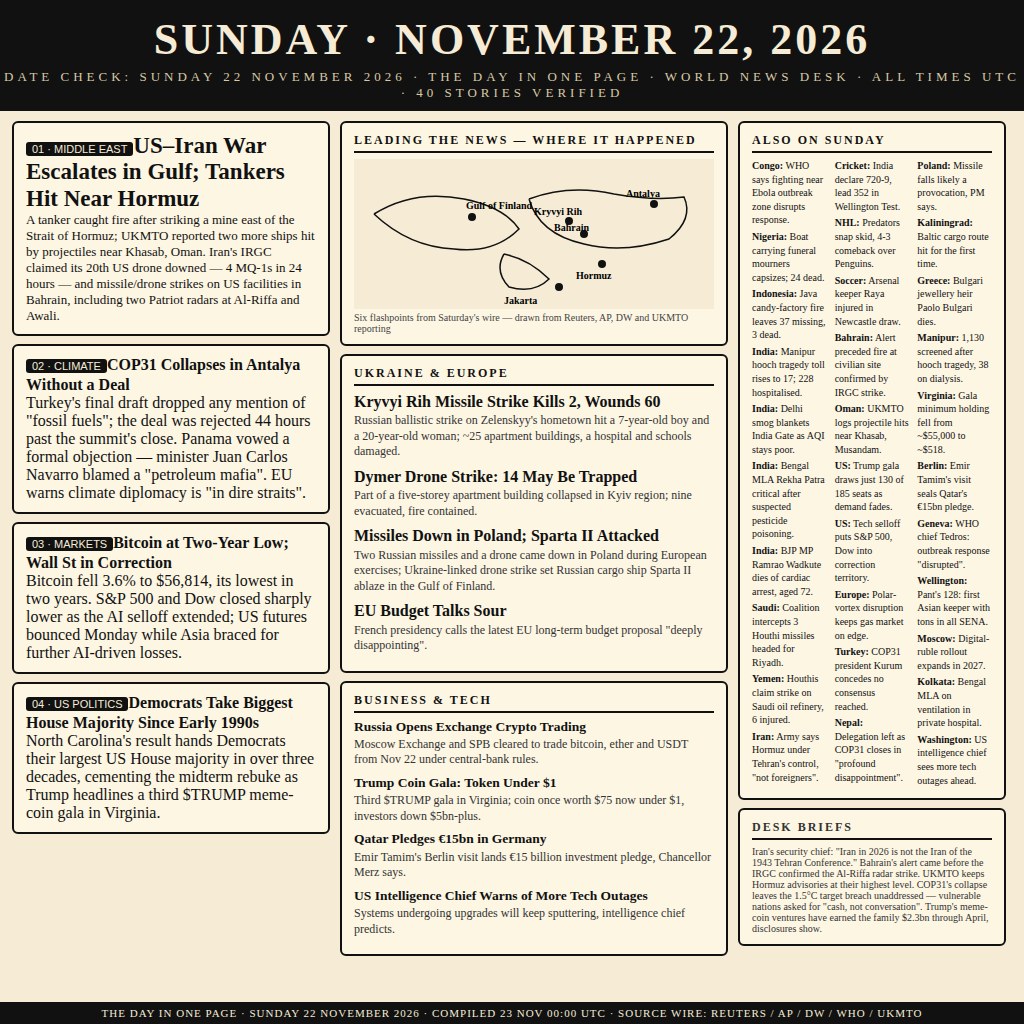 SUNDAY · NOVEMBER 22, 2026
DATE CHECK: SUNDAY 22 NOVEMBER 2026 · THE DAY IN ONE PAGE · WORLD NEWS DESK · ALL TIMES UTC
· 40 STORIES VERIFIED
01 · MIDDLE EAST US–Iran War
Escalates in Gulf; Tankers
Hit Near Hormuz
A tanker caught fire after striking a mine east of the
Strait of Hormuz; UKMTO reported two more ships hit
by projectiles near Khasab, Oman. Iran's IRGC
claimed its 20th US drone downed — 4 MQ-1s in 24
hours — and missile/drone strikes on US facilities in
Bahrain, including two Patriot radars at Al-Riffa and
Awali.
02 · CLIMATE COP31 Collapses in Antalya
Without a Deal
Turkey's final draft dropped any mention of
"fossil fuels"; the deal was rejected 44 hours
past the summit's close. Panama vowed a
formal objection — minister Juan Carlos
Navarro blamed a "petroleum mafia". EU
warns climate diplomacy is "in dire straits".
03 · MARKETS Bitcoin at Two-Year Low;
Wall St in Correction
Bitcoin fell 3.6% to $56,814, its lowest in
two years. S&P 500 and Dow closed sharply
lower as the AI selloff extended; US futures
bounced Monday while Asia braced for
further AI-driven losses.
04 · US POLITICS Democrats Take Biggest
House Majority Since Early 1990s
North Carolina's result hands Democrats
their largest US House majority in over three
decades, cementing the midterm rebuke as
Trump headlines a third $TRUMP meme-
coin gala in Virginia.
LEADING THE NEWS — WHERE IT HAPPENED
Antalya
Gulf of Finland
Kryvyi Rih
Bahrain
Hormuz
Jakarta
Six flashpoints from Saturday's wire — drawn from Reuters, AP, DW and UKMTO
reporting
UKRAINE & EUROPE
Kryvyi Rih Missile Strike Kills 2, Wounds 60
Russian ballistic strike on Zelenskyy's hometown hit a 7-year-old boy and
a 20-year-old woman; ~25 apartment buildings, a hospital and schools
damaged.
Dymer Drone Strike: 14 May Be Trapped
Part of a five-storey apartment building collapsed in Kyiv region; nine
evacuated, fire contained.
Missiles Down in Poland; Sparta II Attacked
Two Russian missiles and a drone came down in Poland during European
exercises; Ukraine-linked drone strike set Russian cargo ship Sparta II
ablaze in the Gulf of Finland.
EU Budget Talks Sour
French presidency calls the latest EU long-term budget proposal "deeply
disappointing".
BUSINESS & TECH
Russia Opens Exchange Crypto Trading
Moscow Exchange and SPB cleared to trade bitcoin, ether and USDT
from Nov 22 under central-bank rules.
Trump Coin Gala: Token Under $1
Third $TRUMP gala in Virginia; coin once worth $75 now under $1,
investors down $5bn-plus.
Qatar Pledges €15bn in Germany
Emir Tamim's Berlin visit lands €15 billion investment pledge, Chancellor
Merz says.
US Intelligence Chief Warns of More Tech Outages
Systems undergoing upgrades will keep sputtering, intelligence chief
predicts.
ALSO ON SUNDAY
Congo: WHO
says fighting near
Ebola outbreak
zone disrupts
response.
Nigeria: Boat
carrying funeral
mourners
capsizes; 24 dead.
Indonesia: Java
candy-factory fire
leaves 37 missing,
3 dead.
India: Manipur
hooch tragedy toll
rises to 17; 228
hospitalised.
India: Delhi
smog blankets
India Gate as AQI
stays poor.
India: Bengal
MLA Rekha Patra
critical after
suspected
pesticide
poisoning.
India: BJP MP
Ramrao Wadkute
dies of cardiac
arrest, aged 72.
Saudi: Coalition
intercepts 3
Houthi missiles
headed for
Riyadh.
Yemen: Houthis
claim strike on
Saudi oil refinery,
6 injured.
Iran: Army says
Hormuz under
Tehran's control,
"not foreigners".
Cricket: India
declare 720-9,
lead 352 in
Wellington Test.
NHL: Predators
snap skid, 4-3
comeback over
Penguins.
Soccer: Arsenal
keeper Raya
injured in
Newcastle draw.
Bahrain: Alert
preceded fire at
civilian site
confirmed by
IRGC strike.
Oman: UKMTO
logs projectile hits
near Khasab,
Musandam.
US: Trump gala
draws just 130 of
185 seats as
demand fades.
US: Tech selloff
puts S&P 500,
Dow into
correction
territory.
Europe: Polar-
vortex disruption
keeps gas market
on edge.
Turkey: COP31
president Kurum
concedes no
consensus
reached.
Nepal:
Delegation left as
COP31 closes in
"profound
disappointment".
Poland: Missile
falls likely a
provocation, PM
says.
Kaliningrad:
Baltic cargo route
hit for the first
time.
Greece: Bulgari
jewellery heir
Paolo Bulgari
dies.
Manipur: 1,130
screened after
hooch tragedy, 38
on dialysis.
Virginia: Gala
minimum holding
fell from
~$55,000 to
~$518.
Berlin: Emir
Tamim's visit
seals Qatar's
€15bn pledge.
Geneva: WHO
chief Tedros:
outbreak response
"disrupted".
Wellington:
Pant's 128: first
Asian keeper with
tons in all SENA.
Moscow: Digital-
ruble rollout
expands in 2027.
Kolkata: Bengal
MLA on
ventilation in
private hospital.
Washington: US
intelligence chief
sees more tech
outages ahead.
DESK BRIEFS
Iran's security chief: "Iran in 2026 is not the Iran of the
1943 Tehran Conference." Bahrain's alert came before the
IRGC confirmed the Al-Riffa radar strike. UKMTO keeps
Hormuz advisories at their highest level. COP31's collapse
leaves the 1.5°C target breach unaddressed — vulnerable
nations asked for "cash, not conversation". Trump's meme-
coin ventures have earned the family $2.3bn through April,
disclosures show.
THE DAY IN ONE PAGE · SUNDAY 22 NOVEMBER 2026 · COMPILED 23 NOV 00:00 UTC · SOURCE WIRE: REUTERS / AP / DW / WHO / UKMTO